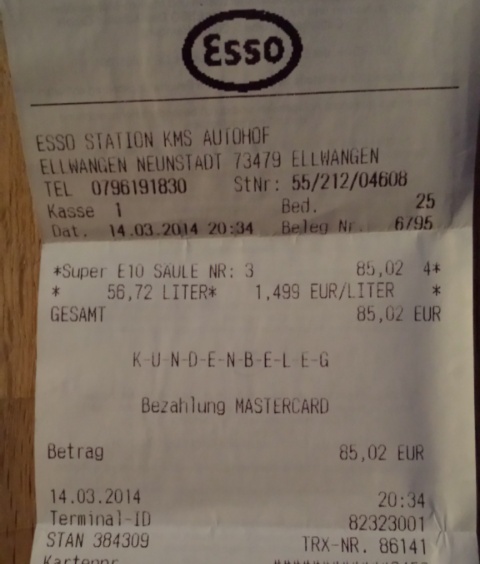 Esso
ESSO STATION KMS AUTOHOF
ELLWANGEN NEUNSTADT 73479 ELLWANGEN
TEL 0796191830 StNr: 55/212/04608
Kasse 1 Bed. 25
Dat. 14.03.2014 20:34 Beleg Nr. 6795
*Super E10 SÄULE NR: 3 85,02 4*
* 56,72 LITER* 1,499 EUR/LITER *
GESAMT 85,02 EUR
K-U-N-D-E-N-B-E-L-E-G
Bezahlung MASTERCARD
Betrag 85,02 EUR
14.03.2014 20:34
Terminal-ID 82323001
STAN 384309 TRX-NR. 86141
Kartennr